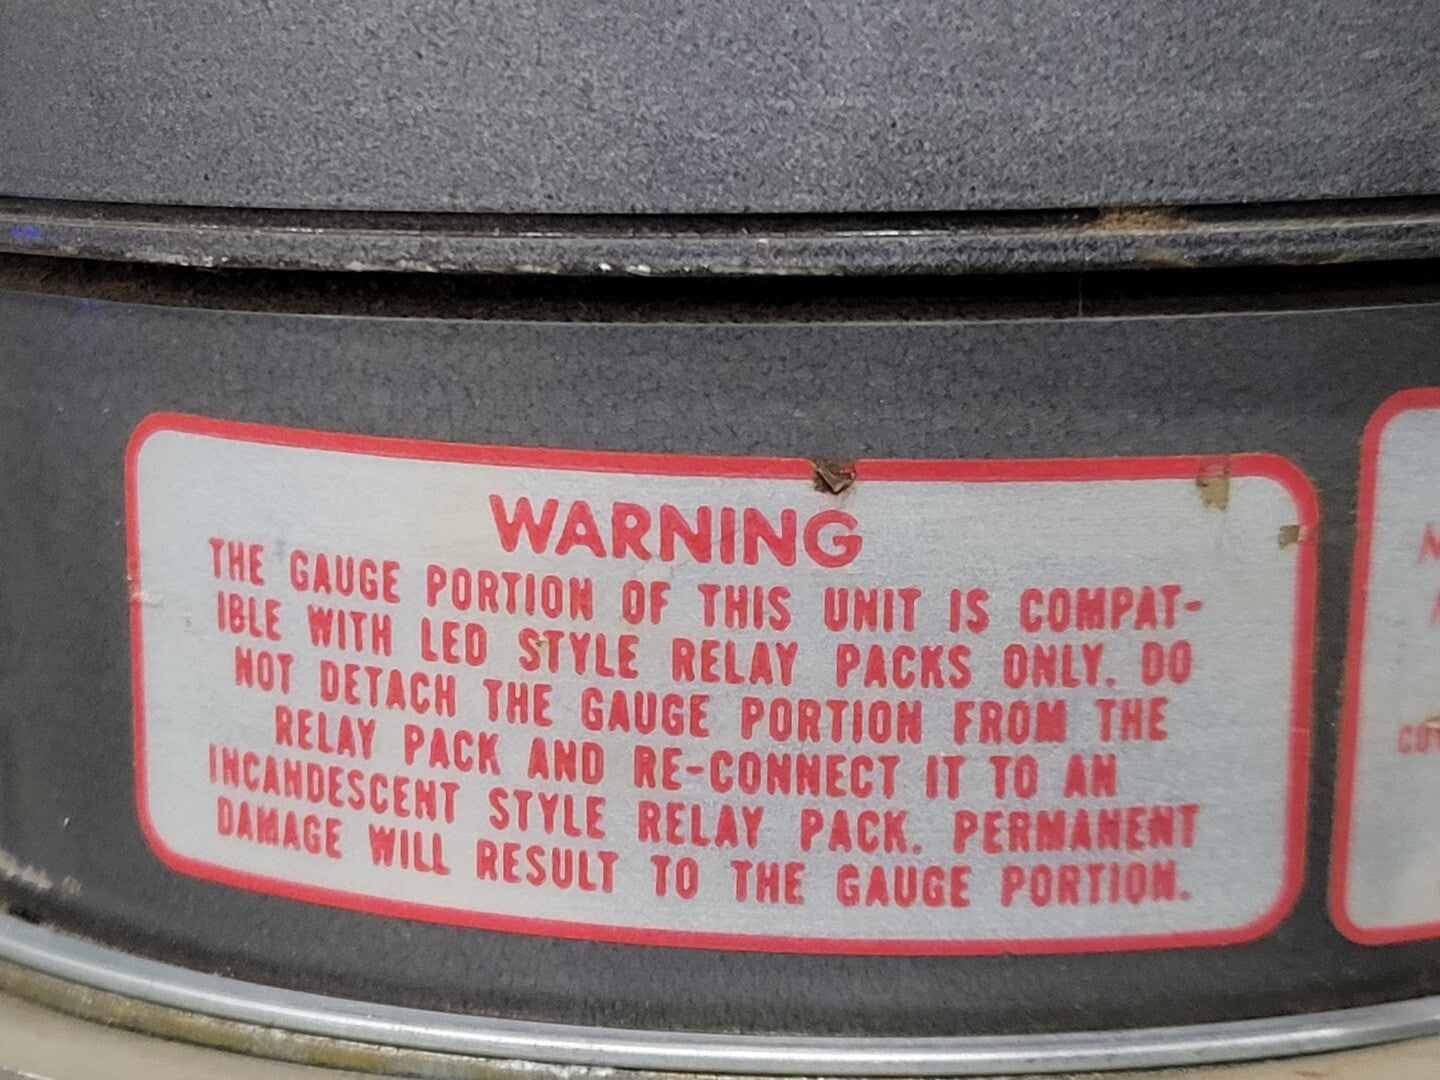 WARNING
THE GAUGE PORTION OF THIS UNIT IS COMPAT-
IBLE WITH LED STYLE RELAY PACKS ONLY. DO
NOT DETACH THE GAUGE PORTION FROM THE
RELAY PACK AND RE-CONNECT IT TO AN
INCANDESCENT STYLE RELAY PACK. PERMANENT
DAMAGE WILL RESULT TO THE GAUGE PORTION.